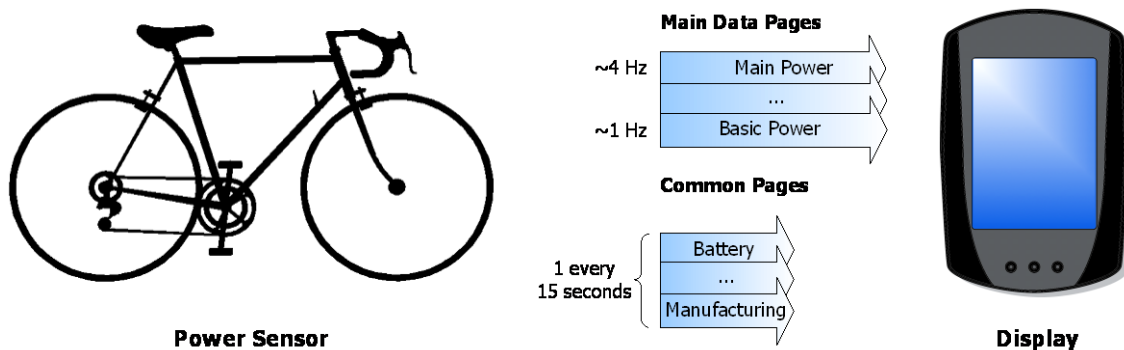 Main Data Pages
~4 Hz
Main Power
...
~1 Hz
Basic Power
Common Pages
1 every
15 seconds
Battery
...
Manufacturing
Power Sensor
Display